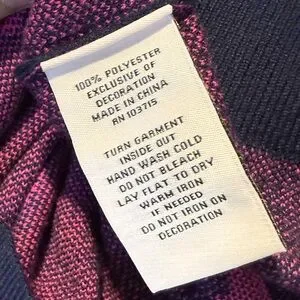 100% POLYESTER
EXCLUSIVE OF
DECORATION
MADE IN CHINA
RN 103715
TURN GARMENT
INSIDE OUT
HAND WASH COLD
DO NOT BLEACH
LAY FLAT TO DRY
WARM IRON
IF NEEDED
DO NOT IRON ON
DECORATION